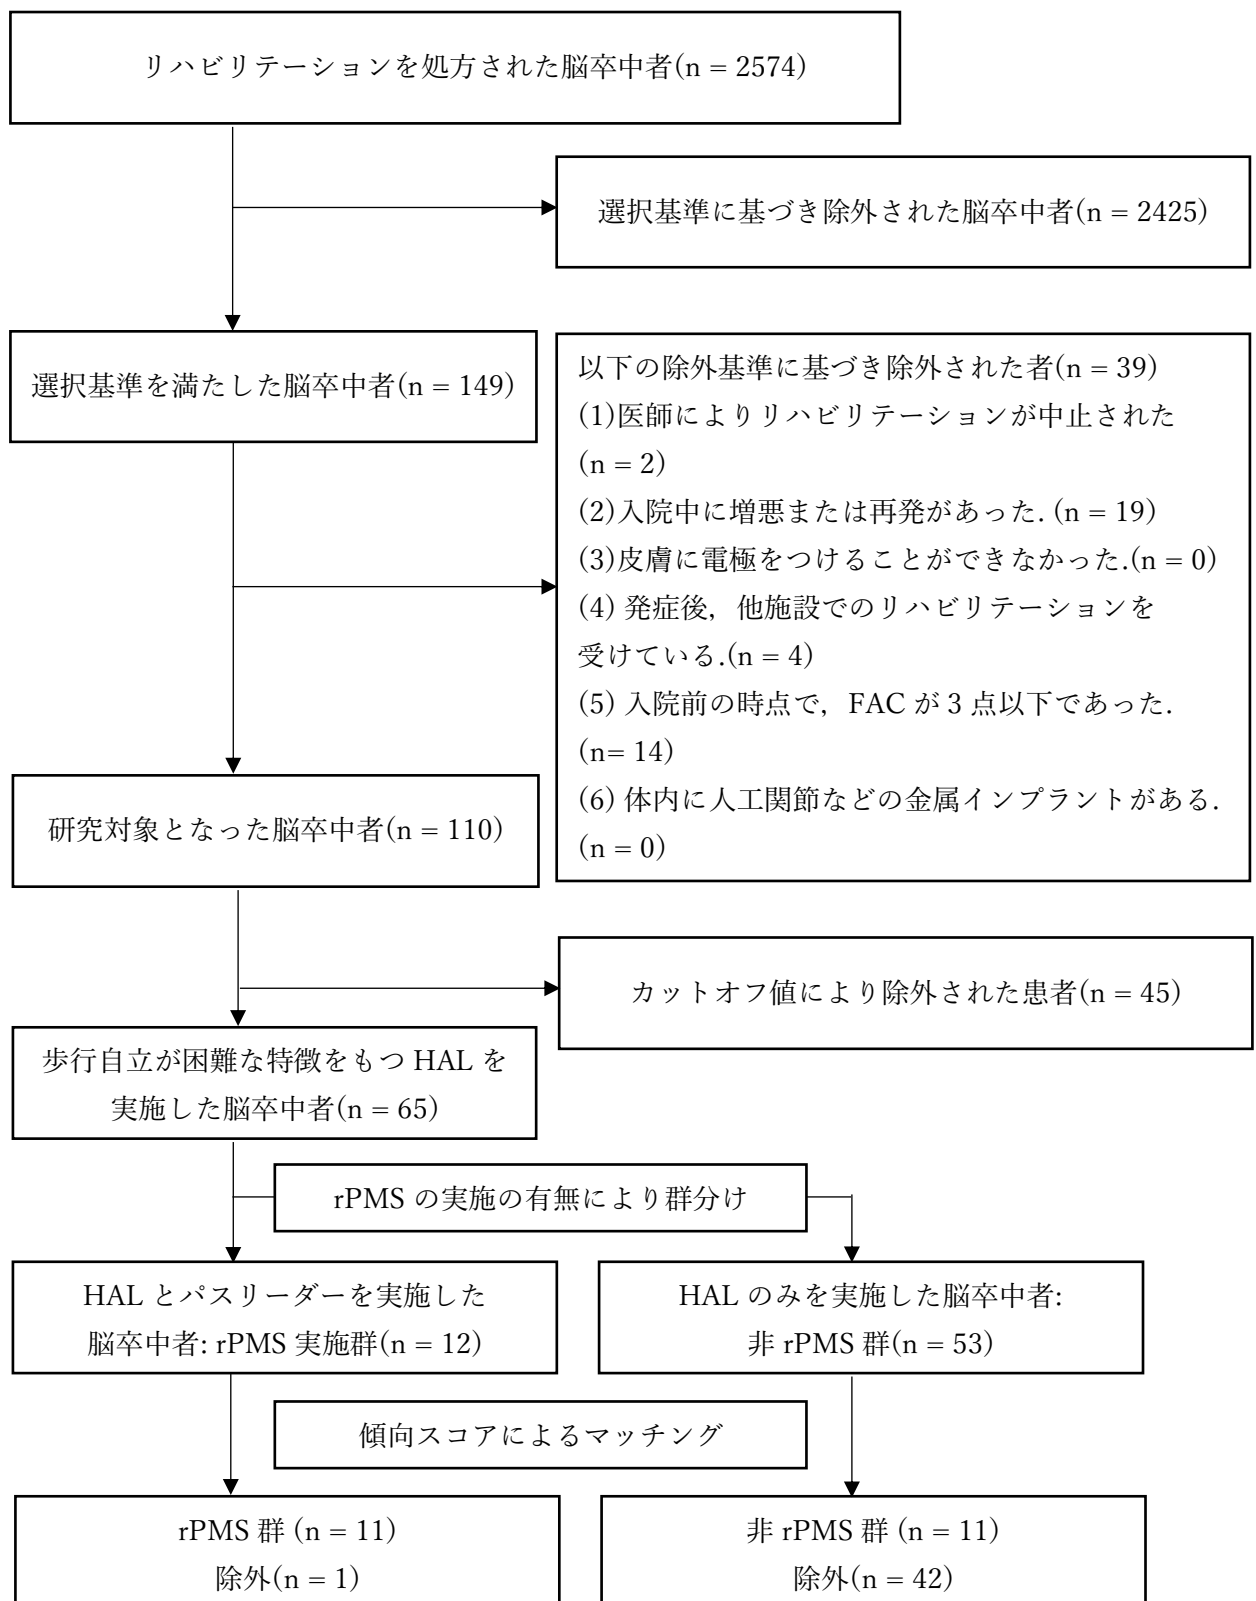 リハビリテーションを処方された脳卒中者(n = 2574)
選択基準に基づき除外された脳卒中者(n = 2425)
選択基準を満たした脳卒中者(n = 149)
以下の除外基準に基づき除外された者(n = 39)
(1)医師によりリハビリテーションが中止された
(n = 2)
(2)入院中に増悪または再発があった. (n = 19)
(3)皮膚に電極をつけることができなかった.(n = 0)
(4) 発症後，他施設でのリハビリテーションを
受けている.(n = 4)
(5) 入院前の時点で，FAC が 3 点以下であった.
(n= 14)
(6) 体内に人工関節などの金属インプラントがある.
(n = 0)
研究対象となった脳卒中者(n = 110)
カットオフ値により除外された患者(n = 45)
歩行自立が困難な特徴をもつ HAL を
実施した脳卒中者(n = 65)
rPMS の実施の有無により群分け
HAL とパスリーダーを実施した
脳卒中者: rPMS 実施群(n = 12)
HAL のみを実施した脳卒中者:
非 rPMS 群(n = 53)
傾向スコアによるマッチング
rPMS 群 (n = 11)
除外(n = 1)
非 rPMS 群 (n = 11)
除外(n = 42)